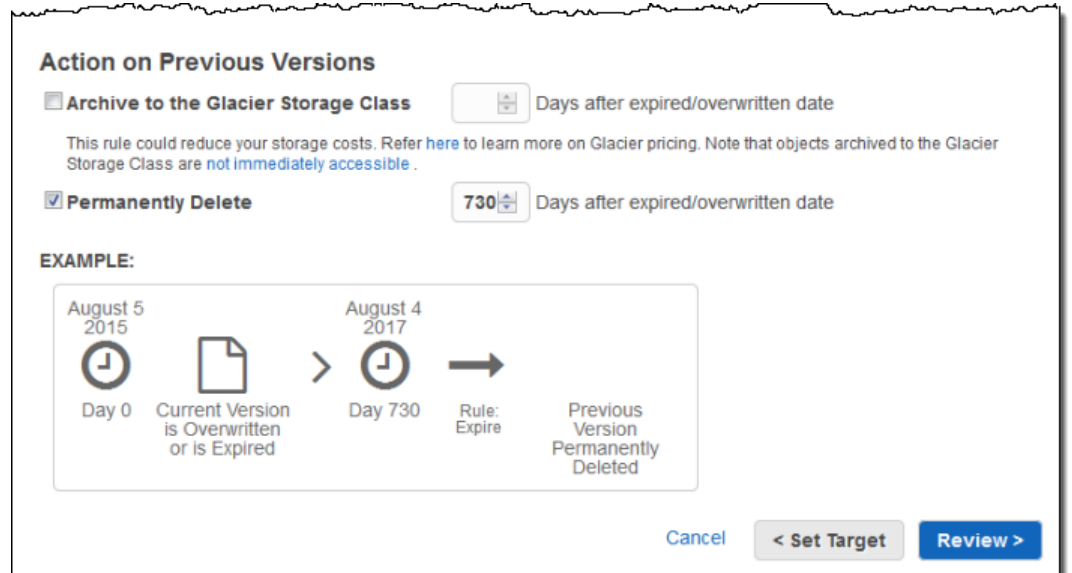 Action on Previous Versions
Archive to the Glacier Storage Class Days after expired/overwritten date
This rule could reduce your storage costs. Refer here to learn more on Glacier pricing. Note that objects archived to the Glacier
Storage Class are not immediately accessible .
Permanently Delete 730 Days after expired/overwritten date
EXAMPLE:
August 5
2015
August 4
2017
Day 0
Current Version
is Overwritten
or is Expired
Day 730
Rule:
Expire
Previous
Version
Permanently
Deleted
Cancel < Set Target Review >